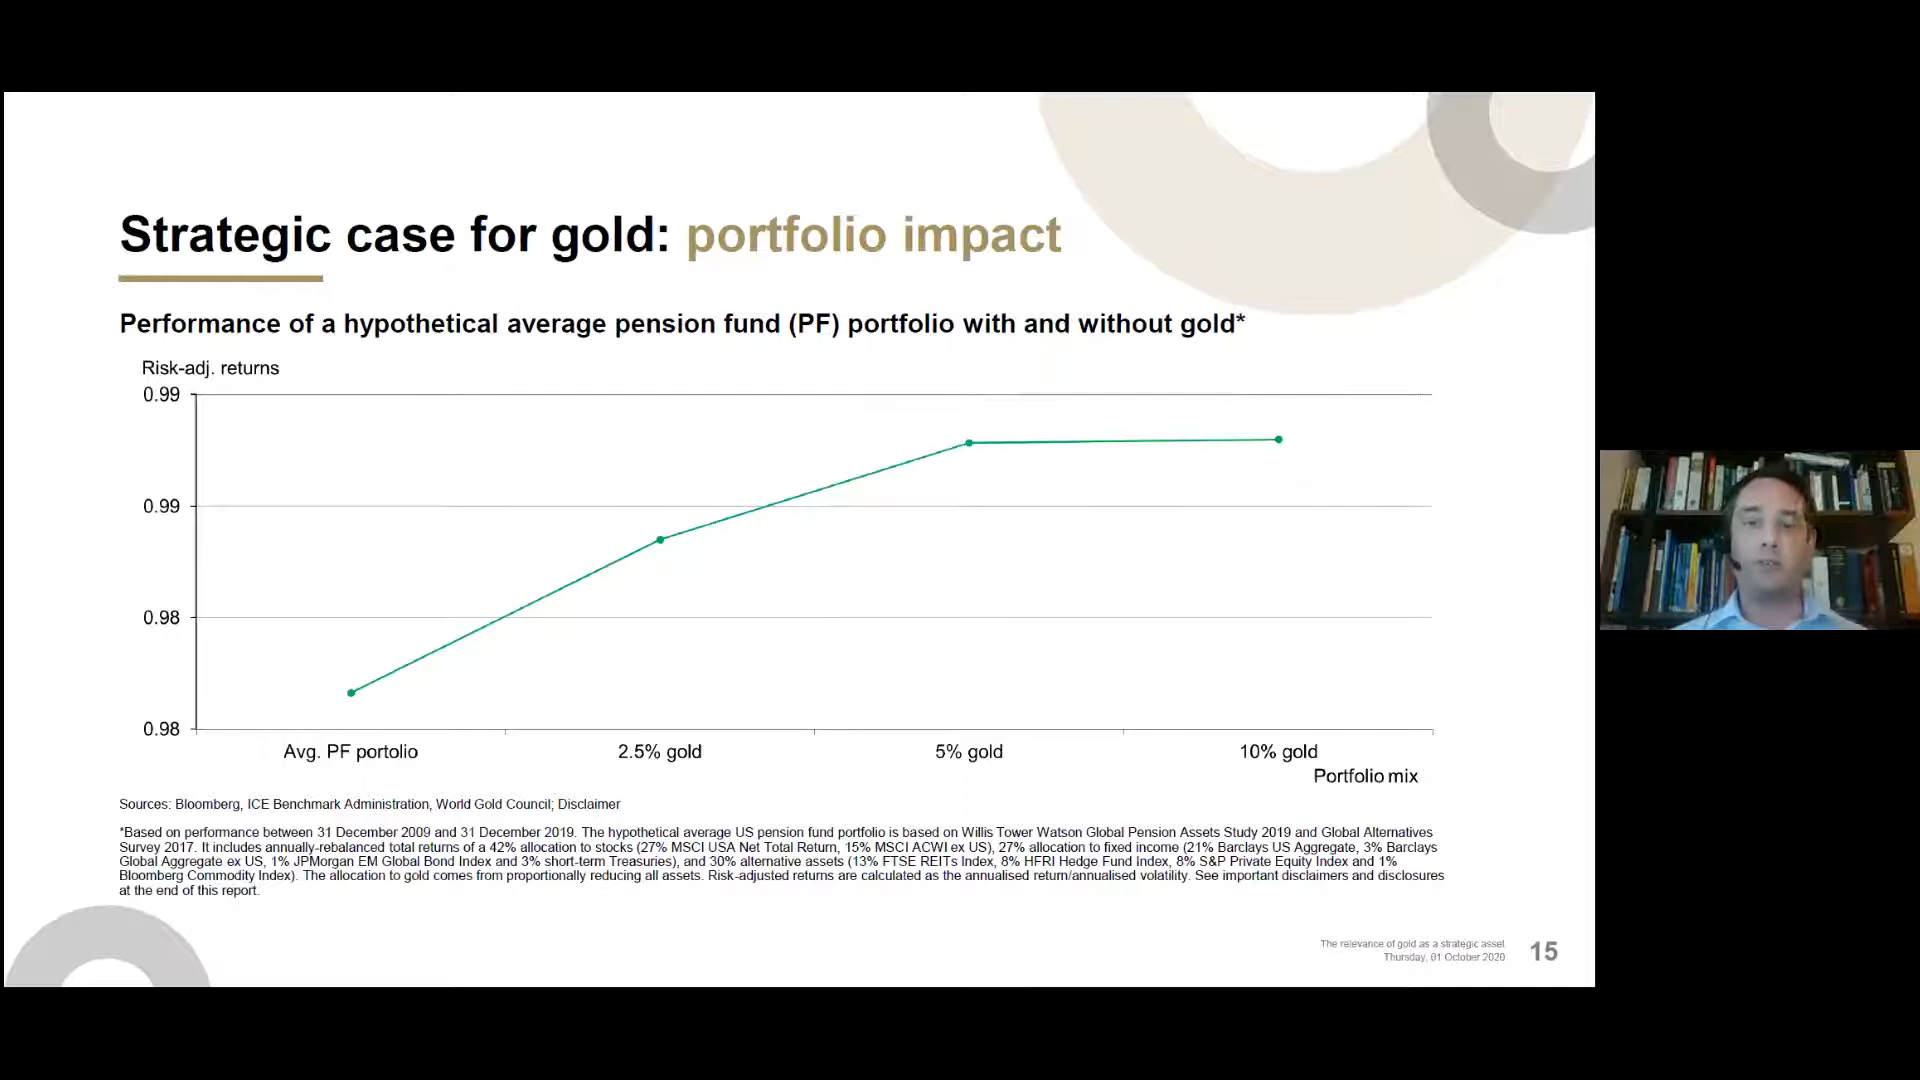 Strategic case for gold: portfolio impact
Performance of a hypothetical average pension fund (PF) portfolio with and without gold*
Risk-adj. returns
0.99
0.99
0.98
0.98
Avg. PF portolio
2.5% gold
5% gold
10% gold
Portfolio mix
Sources: Bloomberg, ICE Benchmark Administration, World Gold Council; Disclaimer
*Based on performance between 31 December 2009 and 31 December 2019. The hypothetical average US pension fund portfolio is based on Willis Tower Watson Global Pension Assets Study 2019 and Global Alternatives
Survey 2017. It includes annually-rebalanced total returns of a 42% allocation to stocks (27% MSCI USA Net Total Return, 15% MSCI ACWI ex US), 27% allocation to fixed income (21% Barclays US Aggregate, 3% Barclays
Global Aggregate ex US, 1% JPMorgan EM Global Bond Index and 3% short-term Treasuries), and 30% alternative assets (13% FTSE REITs Index, 8% HFRI Hedge Fund Index, 8% S&P Private Equity Index and 1%
Bloomberg Commodity Index). The allocation to gold comes from proportionally reducing all assets. Risk-adjusted returns are calculated as the annualised return/annualised volatility. See important disclaimers and disclosures
at the end of this report.
The relevance of gold as a strategic asset
Thursday, 01 October 2020
15